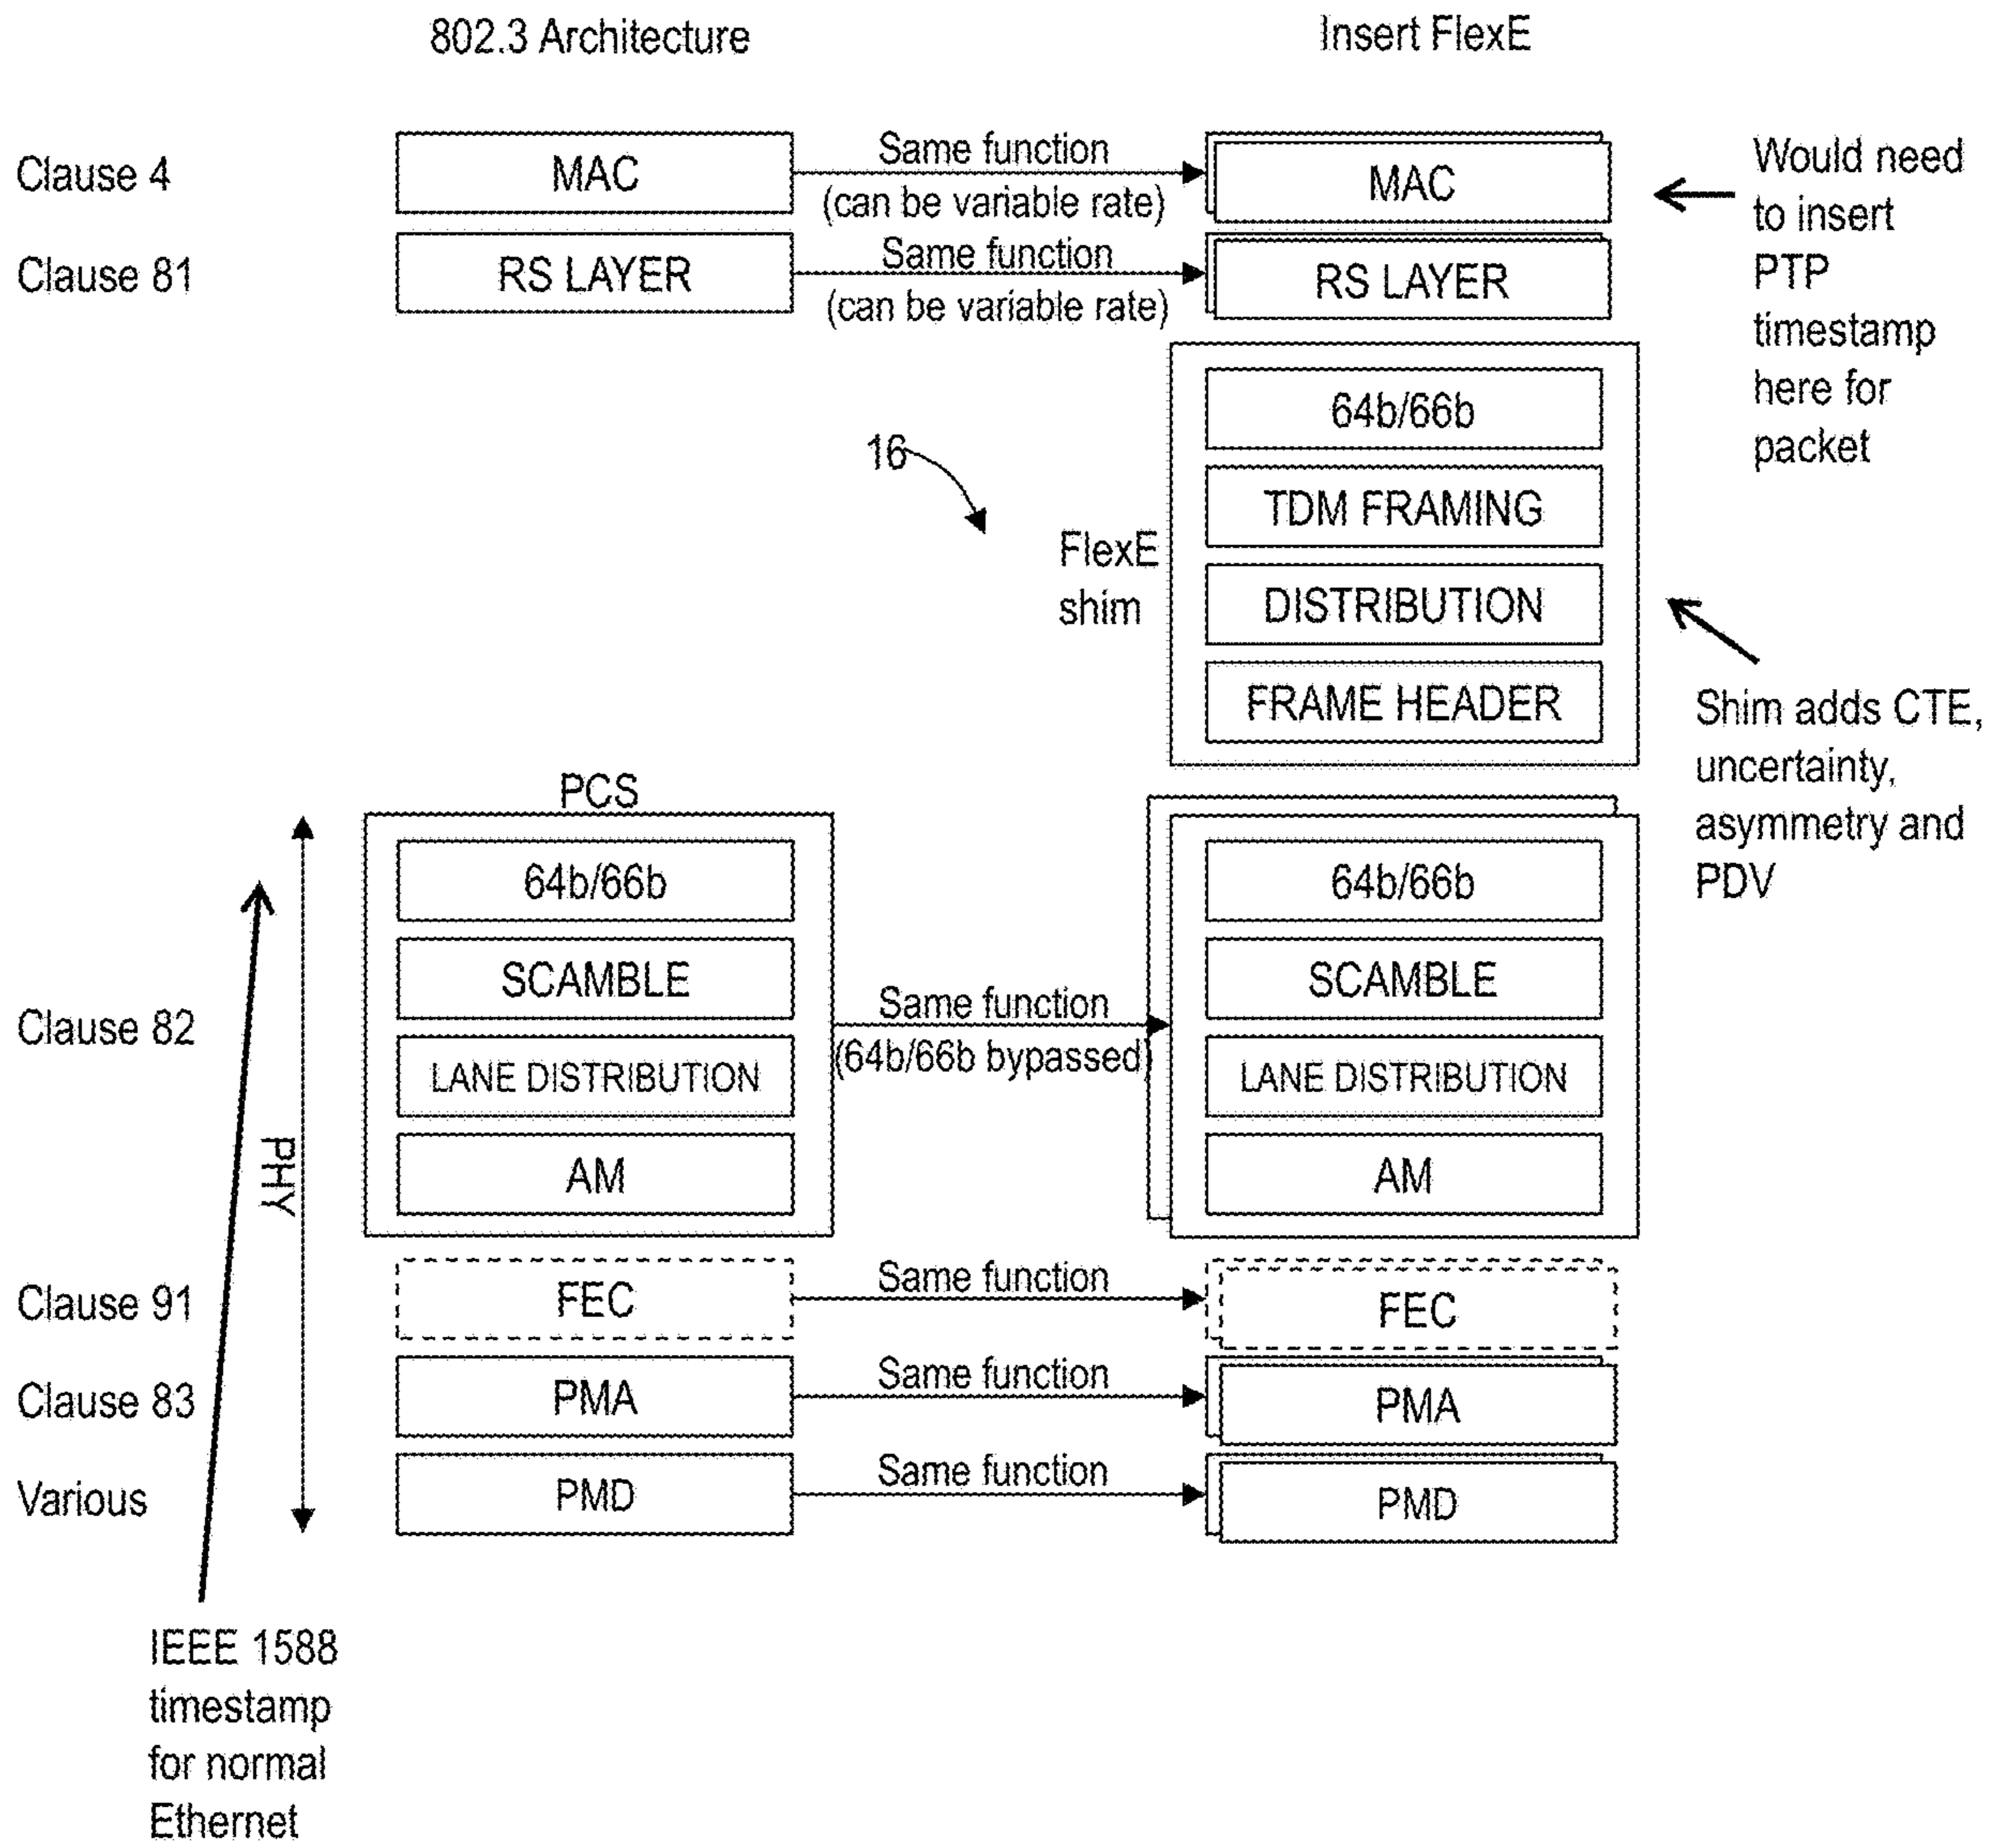 802.3 Architecture
Insert FlexE
Clause 4
MAC
Same function
(can be variable rate)
MAC
Clause 81
RS LAYER
Same function
(can be variable rate)
RS LAYER
Would need
to insert
PTP
timestamp
here for
packet
16
FlexE
shim
64b/66b
TDM FRAMING
DISTRIBUTION
FRAME HEADER
Shim adds CTE,
uncertainty,
asymmetry and
PDV
PCS
PHY
Clause 82
64b/66b
SCAMBLE
LANE DISTRIBUTION
AM
Same function
(64b/66b bypassed)
64b/66b
SCAMBLE
LANE DISTRIBUTION
AM
Clause 91
FEC
Same function
FEC
Clause 83
PMA
Same function
PMA
Various
PMD
Same function
PMD
IEEE 1588
timestamp
for normal
Ethernet